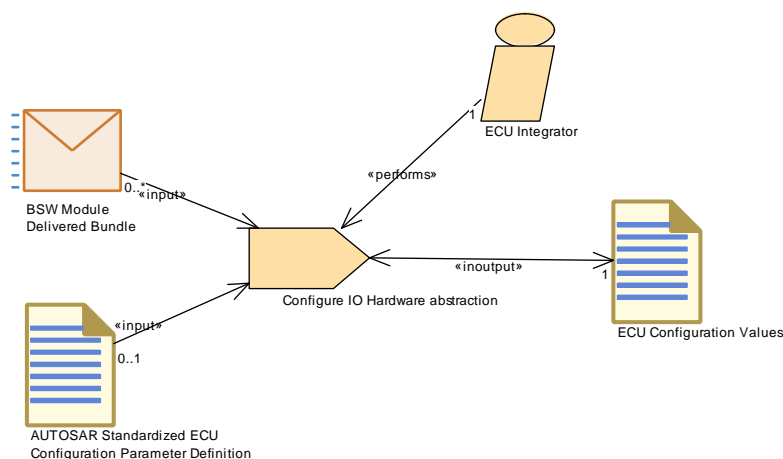 1
ECU Integrator
«performs»
0..*
«input»
BSW Module
Delivered Bundle
«inoutput»
1
Configure IO Hardware abstraction
«input»
0..1
ECU Configuration Values
AUTOSAR Standardized ECU
Configuration Parameter Definition